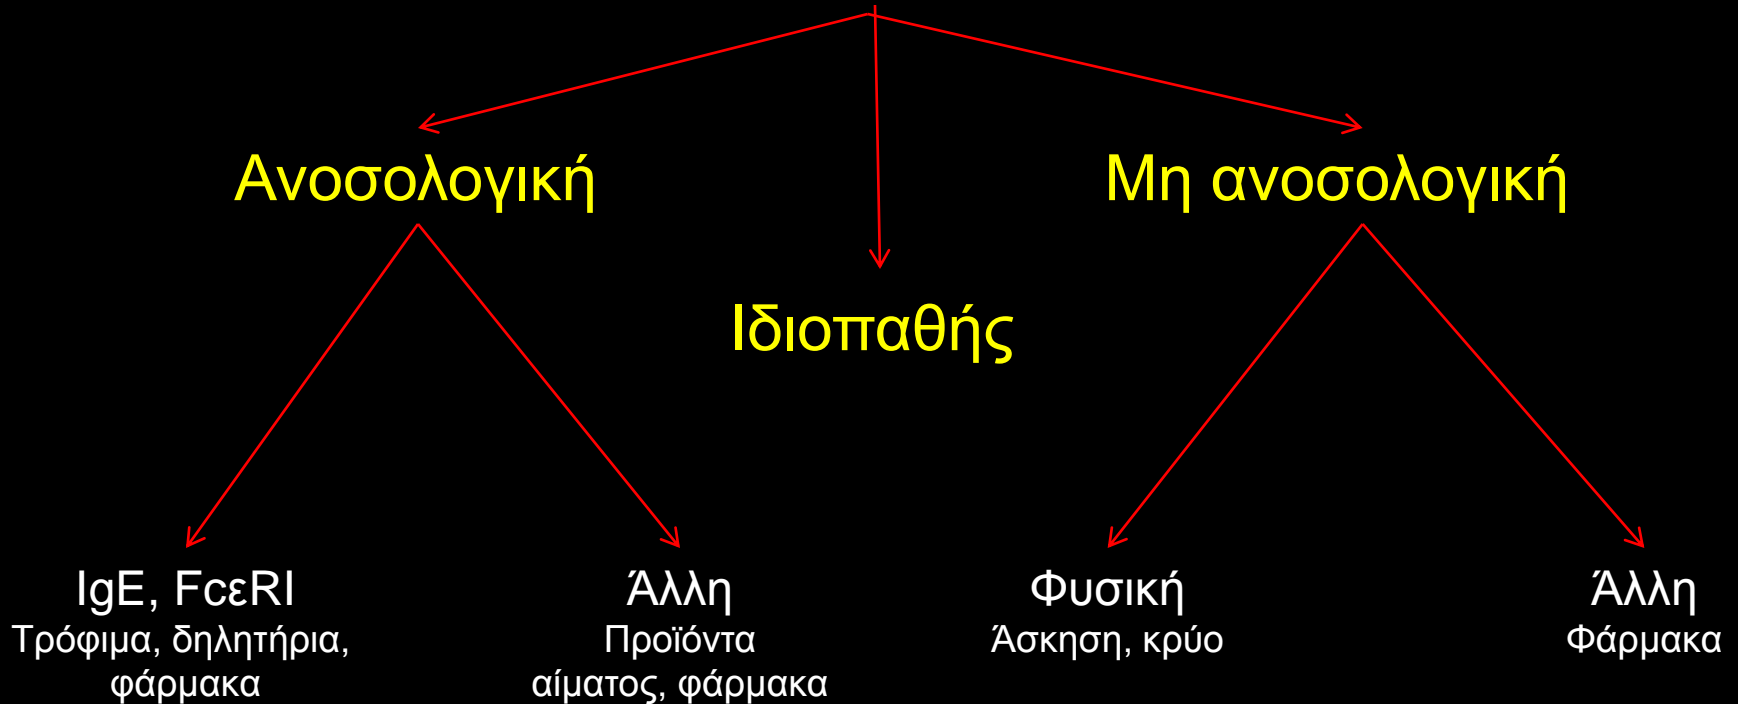 Ανοσολογική
Μη ανοσολογική
Ιδιοπαθής
IgE, FcεRI
Τρόφιμα, δηλητήρια,
φάρμακα
Άλλη
Προϊόντα
αίματος, φάρμακα
Φυσική
Άσκηση, κρύο
Άλλη
Φάρμακα